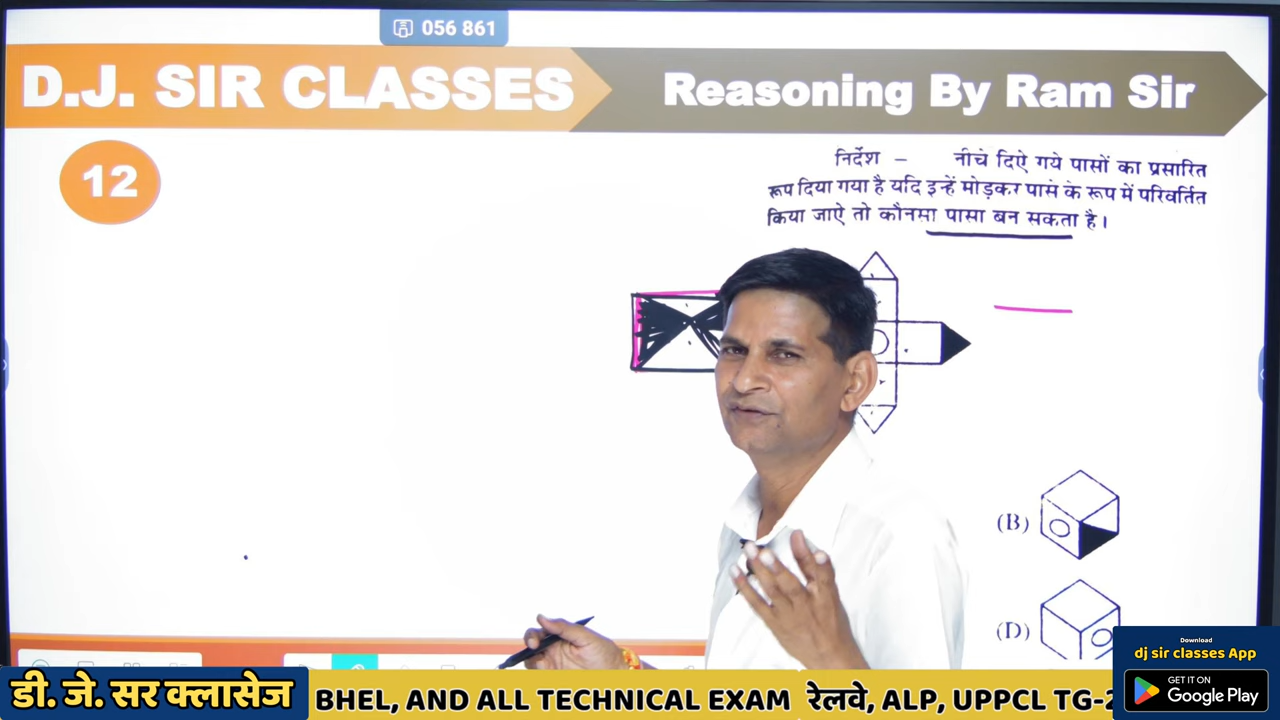 056 861
D.J. SIR CLASSES
Reasoning By Ram Sir
12
निर्देश – नीचे दिऐ गये पासों का प्रसारित
रूप दिया गया है यदि इन्हें मोड़कर पासे के रूप में परिवर्तित
किया जाऐ तो कौनसा पासा बन सकता है।
(B)
(D)
Download
dj sir classes App
GET IT ON
Google Play
डी. जे. सर क्लासेज
BHEL, AND ALL TECHNICAL EXAM रेलवे, ALP, UPPCL TG-2